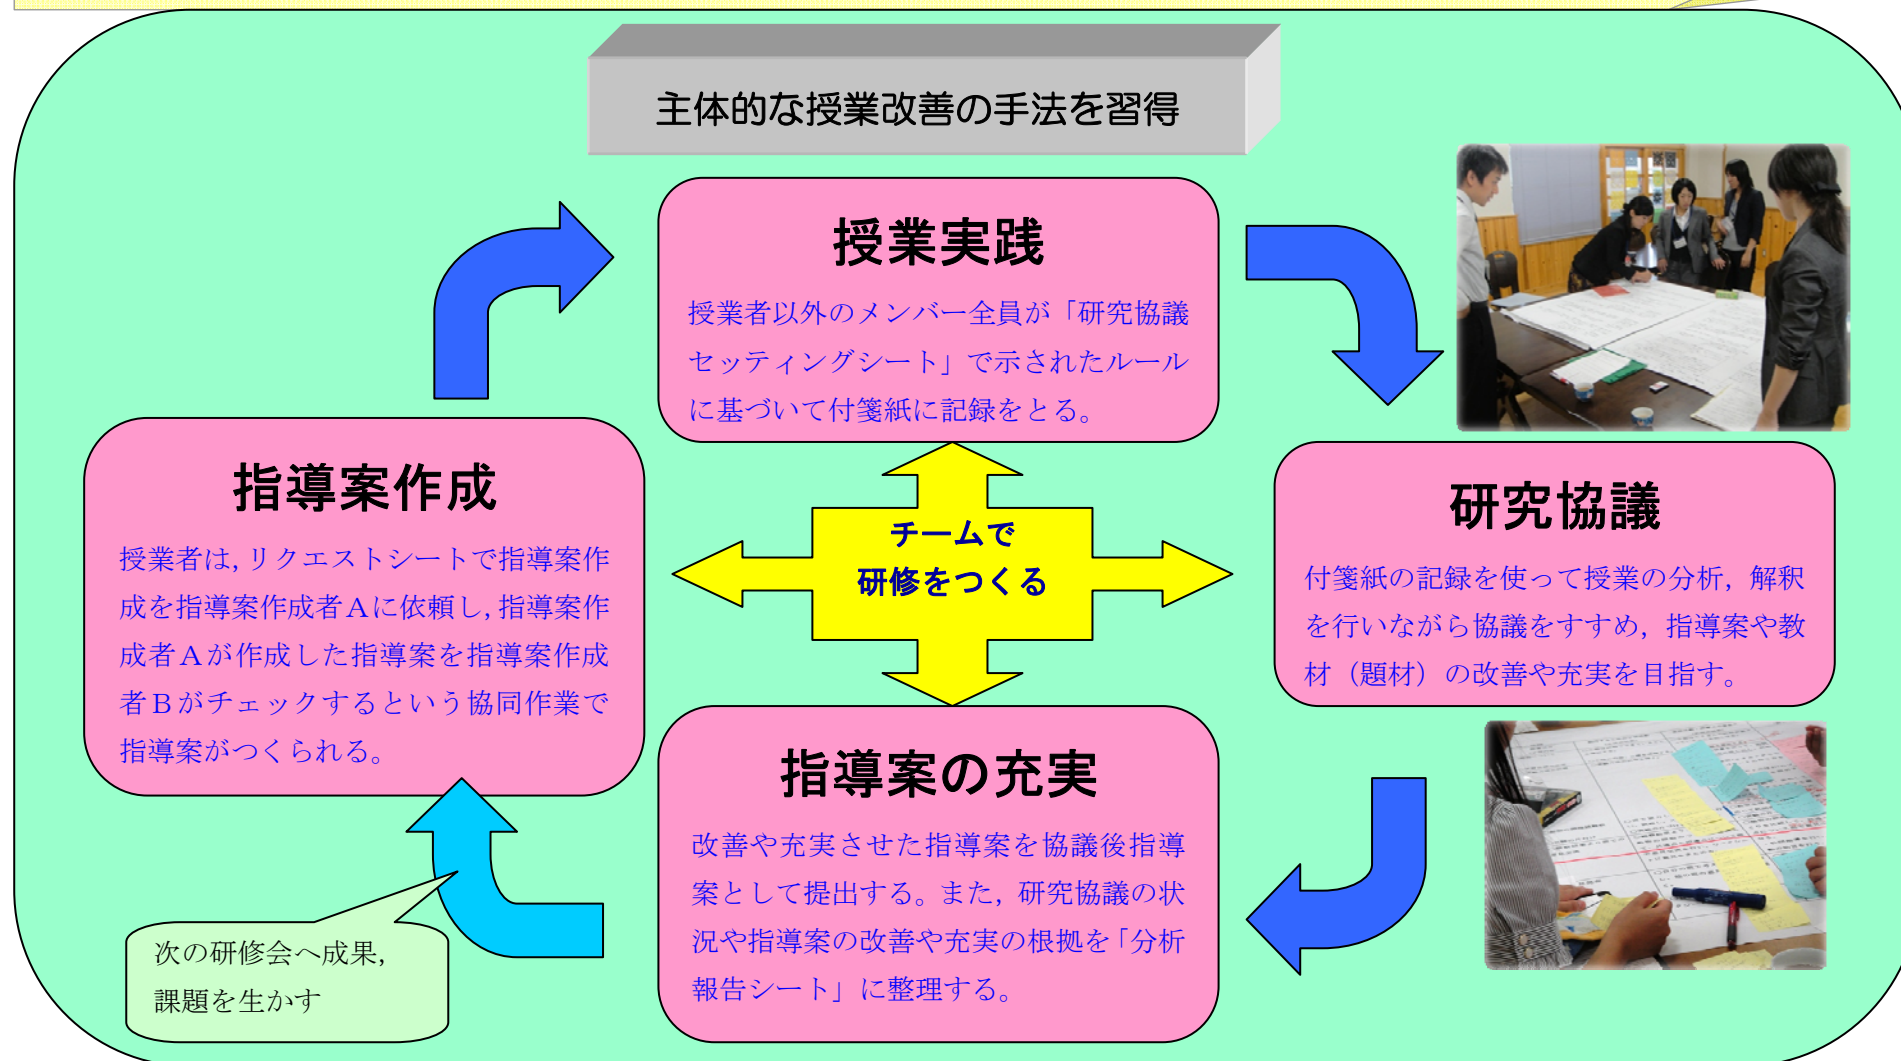 主体的な授業改善の手法を習得
授業実践
授業者以外のメンバー全員が「研究協議
セッティングシート」で示されたルール
に基づいて付箋紙に記録をとる。
指導案作成
授業者は,リクエストシートで指導案作
成を指導案作成者Aに依頼し,指導案作
成者Aが作成した指導案を指導案作成
者Bがチェックするという協同作業で
指導案がつくられる。
チームで
研修をつくる
研究協議
付箋紙の記録を使って授業の分析,解釈
を行いながら協議をすすめ,指導案や教
材(題材)の改善や充実を目指す。
指導案の充実
改善や充実させた指導案を協議後指導
案として提出する。また,研究協議の状
況や指導案の改善や充実の根拠を「分析
報告シート」に整理する。
次の研修会へ成果,
課題を生かす